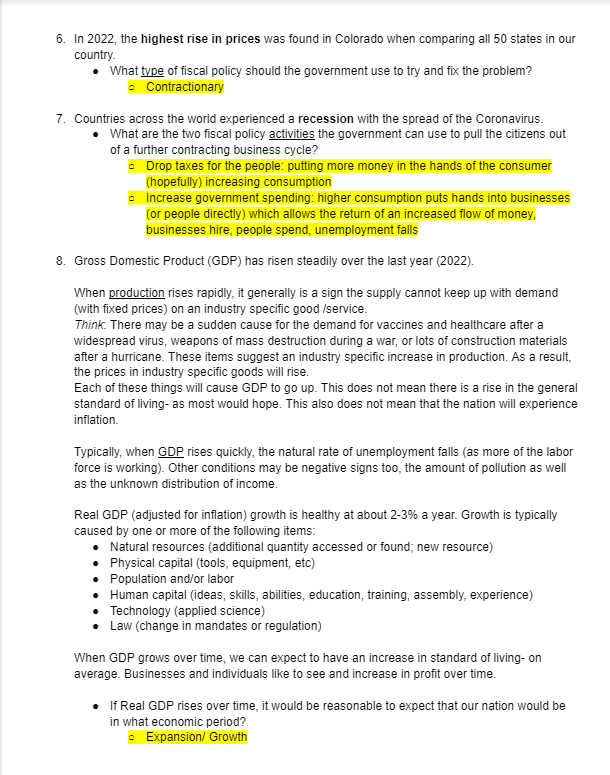 6. In 2022, the highest rise in prices was found in Colorado when comparing all 50 states in our
country.
● What type of fiscal policy should the government use to try and fix the problem?
○ Contractionary
7. Countries across the world experienced a recession with the spread of the Coronavirus.
● What are the two fiscal policy activities the government can use to pull the citizens out
of a further contracting business cycle?
○ Drop taxes for the people: putting more money in the hands of the consumer
(hopefully) increasing consumption
○ Increase government spending: higher consumption puts hands into businesses
(or people directly) which allows the return of an increased flow of money,
businesses hire, people spend, unemployment falls
8. Gross Domestic Product (GDP) has risen steadily over the last year (2022).
When production rises rapidly, it generally is a sign the supply cannot keep up with demand
(with fixed prices) on an industry specific good /service.
Think: There may be a sudden cause for the demand for vaccines and healthcare after a
widespread virus, weapons of mass destruction during a war, or lots of construction materials
after a hurricane. These items suggest an industry specific increase in production. As a result,
the prices in industry specific goods will rise.
Each of these things will cause GDP to go up. This does not mean there is a rise in the general
standard of living- as most would hope. This also does not mean that the nation will experience
inflation.
Typically, when GDP rises quickly, the natural rate of unemployment falls (as more of the labor
force is working). Other conditions may be negative signs too, the amount of pollution as well
as the unknown distribution of income.
Real GDP (adjusted for inflation) growth is healthy at about 2-3% a year. Growth is typically
caused by one or more of the following items:
● Natural resources (additional quantity accessed or found; new resource)
● Physical capital (tools, equipment, etc)
● Population and/or labor
● Human capital (ideas, skills, abilities, education, training, assembly, experience)
● Technology (applied science)
● Law (change in mandates or regulation)
When GDP grows over time, we can expect to have an increase in standard of living- on
average. Businesses and individuals like to see and increase in profit over time.
● If Real GDP rises over time, it would be reasonable to expect that our nation would be
in what economic period?
○ Expansion/ Growth